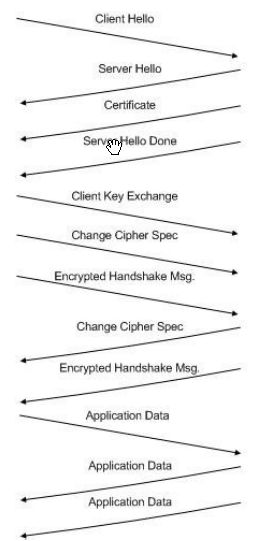 Client Hello
Server Hello
Certificate
Server Hello Done
Client Key Exchange
Change Cipher Spec
Encrypted Handshake Msg.
Change Cipher Spec
Encrypted Handshake Msg.
Application Data
Application Data
Application Data